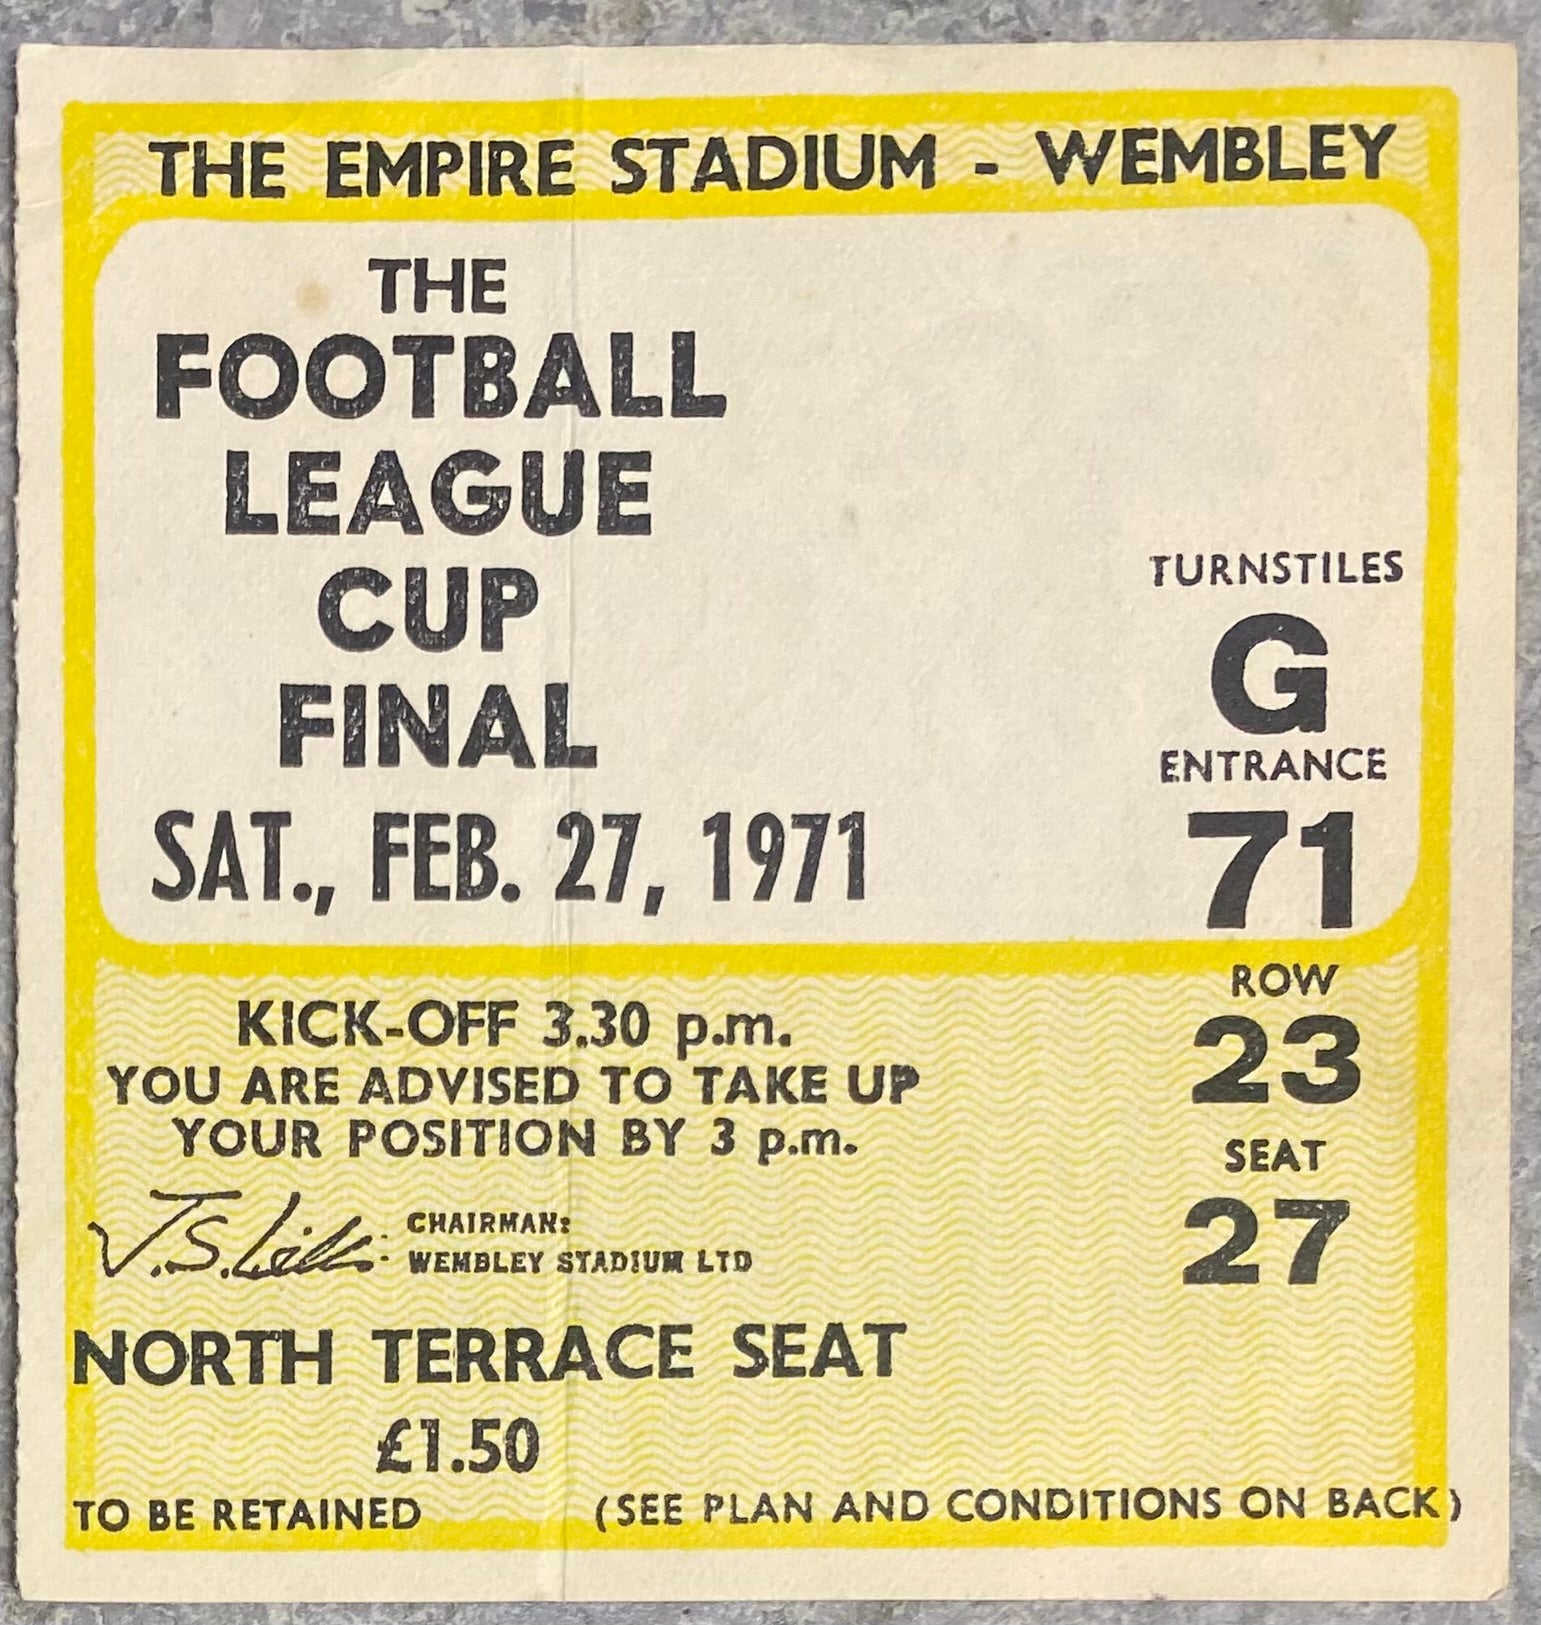 THE EMPIRE STADIUM - WEMBLEY
THE
FOOTBALL
LEAGUE
CUP
FINAL
SAT., FEB. 27, 1971
TURNSTILES
G
ENTRANCE
71
ROW
23
SEAT
27
KICK-OFF 3.30 p.m.
YOU ARE ADVISED TO TAKE UP
YOUR POSITION BY 3 p.m.
J.S.
CHAIRMAN:
WEMBLEY STADIUM LTD
NORTH TERRACE SEAT
£1.50
TO BE RETAINED
(SEE PLAN AND CONDITIONS ON BACK)